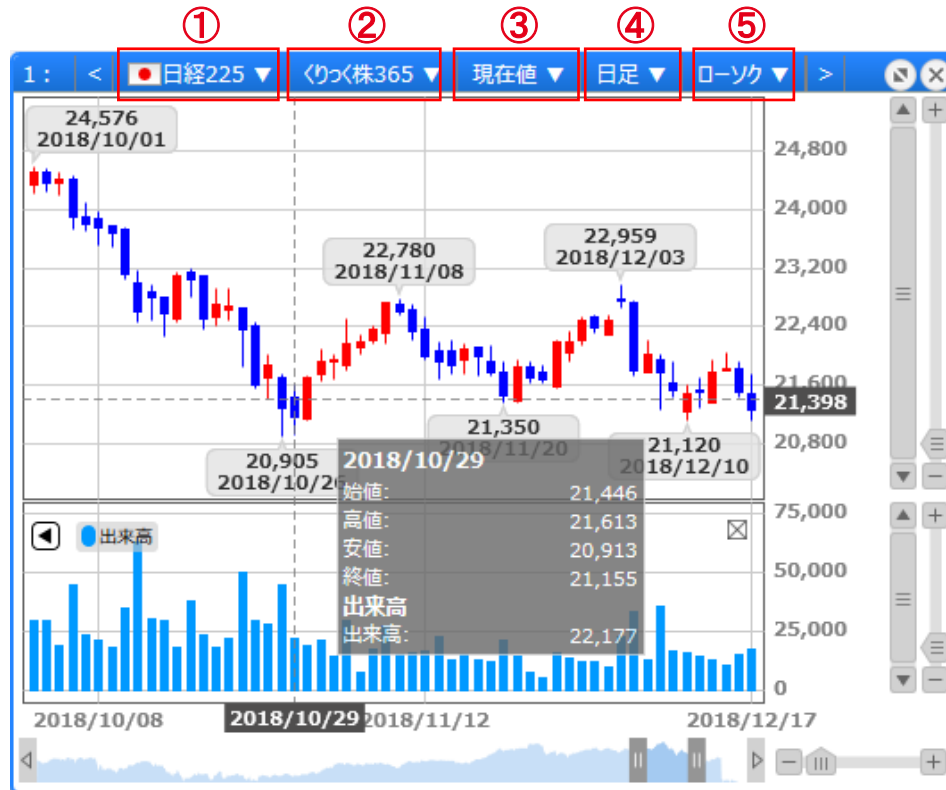 ① ② ③ ④ ⑤
1: < 日経225 ▼ くりっく株365 ▼ 現在値 ▼ 日足 ▼ ローソク ▼ >
24,576
2018/10/01
24,800
24,000
22,959
2018/12/03
22,780
2018/11/08
23,200
22,400
21,600
21,398
21,350
2018/11/20
21,120
2018/12/10
20,800
20,905
2018/10/26
2018/10/29
始値: 21,446
高値: 21,613
安値: 20,913
終値: 21,155
出来高
出来高: 22,177
出来高
75,000
50,000
25,000
0
2018/10/08 2018/10/29 2018/11/12 2018/12/17